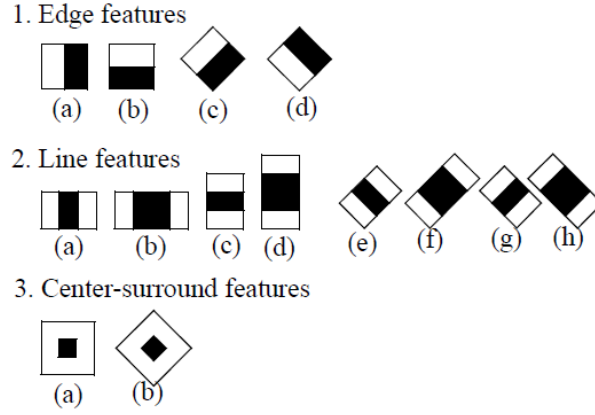 1. Edge features
(a) (b) (c) (d)
2. Line features
(a) (b) (c) (d) (e) (f) (g) (h)
3. Center-surround features
(a) (b)